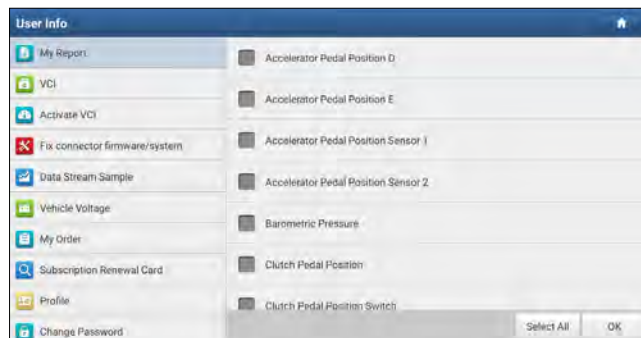 User Info
My Report
VCI
Activate VCI
Fix connector firmware/system
Data Stream Sample
Vehicle Voltage
My Order
Subscription Renewal Card
Profile
Change Password
Accelerator Pedal Position D
Accelerator Pedal Position E
Accelerator Pedal Position Sensor 1
Accelerator Pedal Position Sensor 2
Barometric Pressure
Clutch Pedal Position
Clutch Pedal Position Switch
Select All
OK